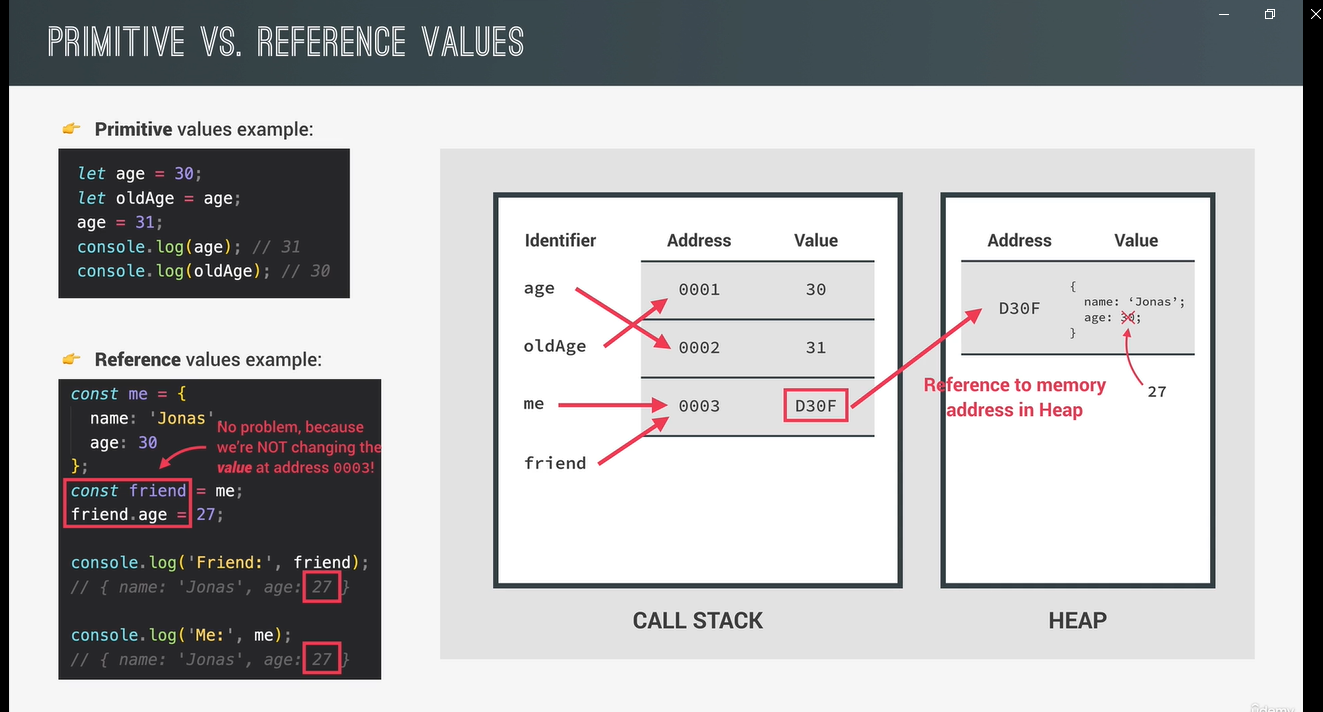 PRIMITIVE VS. REFERENCE VALUES
👉 Primitive values example:
let age = 30;
let oldAge = age;
age = 31;
console.log(age); // 31
console.log(oldAge); // 30
👉 Reference values example:
const me = {
name: 'Jonas'
age: 30
};
const friend = me;
friend.age = 27;
console.log('Friend:', friend);
// { name: 'Jonas', age: 27 }
console.log('Me:', me);
// { name: 'Jonas', age: 27 }
No problem, because
we're NOT changing the
value at address 0003!
Identifier Address Value
age 0001 30
oldAge 0002 31
me 0003 D30F
friend
CALL STACK
Address Value
D30F
{
name: ‘Jonas’;
age: 30;
}
27
Reference to memory
address in Heap
HEAP